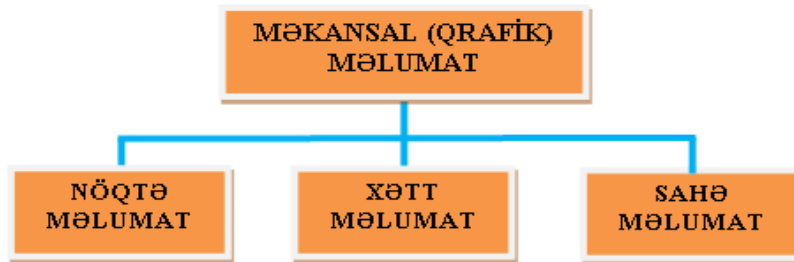 MƏKANSAL (QRAFİK)
MƏLUMAT
NÖQTƏ
MƏLUMAT
XƏTT
MƏLUMAT
SAHƏ
MƏLUMAT